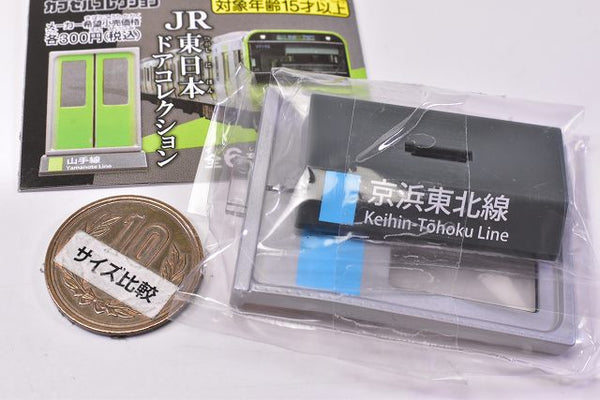 カプセルコレクション
対象年齢15才以上
メーカー希望小売価格
各300円(税込)
JR東日本
ドアコレクション
全6
山手線
Yamanote Line
京浜東北線
Keihin-Tōhoku Line
10
サイズ比較